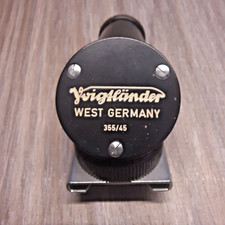 Voigtländer
WEST GERMANY
355/45